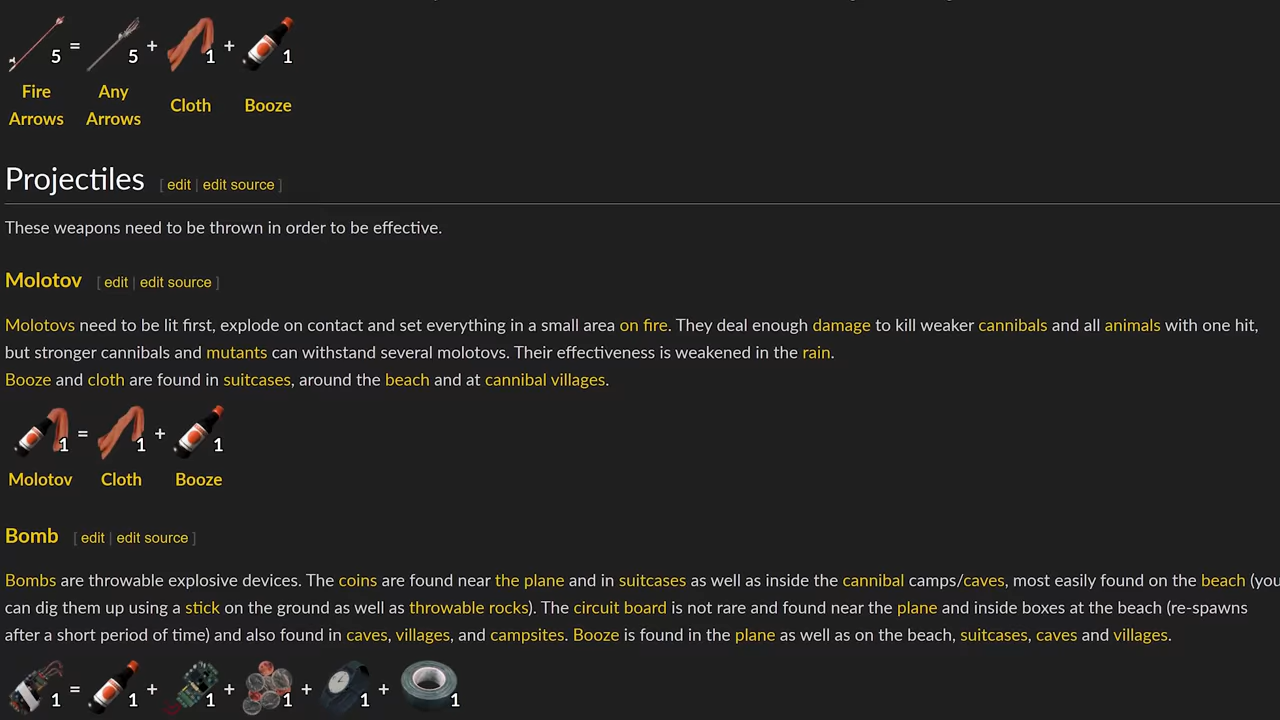 5 = 5 + 1 + 1
Fire Arrows Any Arrows Cloth Booze
Projectiles [ edit | edit source ]
These weapons need to be thrown in order to be effective.
Molotov [ edit | edit source ]
Molotovs need to be lit first, explode on contact and set everything in a small area on fire. They deal enough damage to kill weaker cannibals and all animals with one hit,
but stronger cannibals and mutants can withstand several molotovs. Their effectiveness is weakened in the rain.
Booze and cloth are found in suitcases, around the beach and at cannibal villages.
1 = 1 + 1
Molotov Cloth Booze
Bomb [ edit | edit source ]
Bombs are throwable explosive devices. The coins are found near the plane and in suitcases as well as inside the cannibal camps/caves, most easily found on the beach (you
can dig them up using a stick on the ground as well as throwable rocks). The circuit board is not rare and found near the plane and inside boxes at the beach (re-spawns
after a short period of time) and also found in caves, villages, and campsites. Booze is found in the plane as well as on the beach, suitcases, caves and villages.
1 = 1 + 1 + 1 + 1 + 1